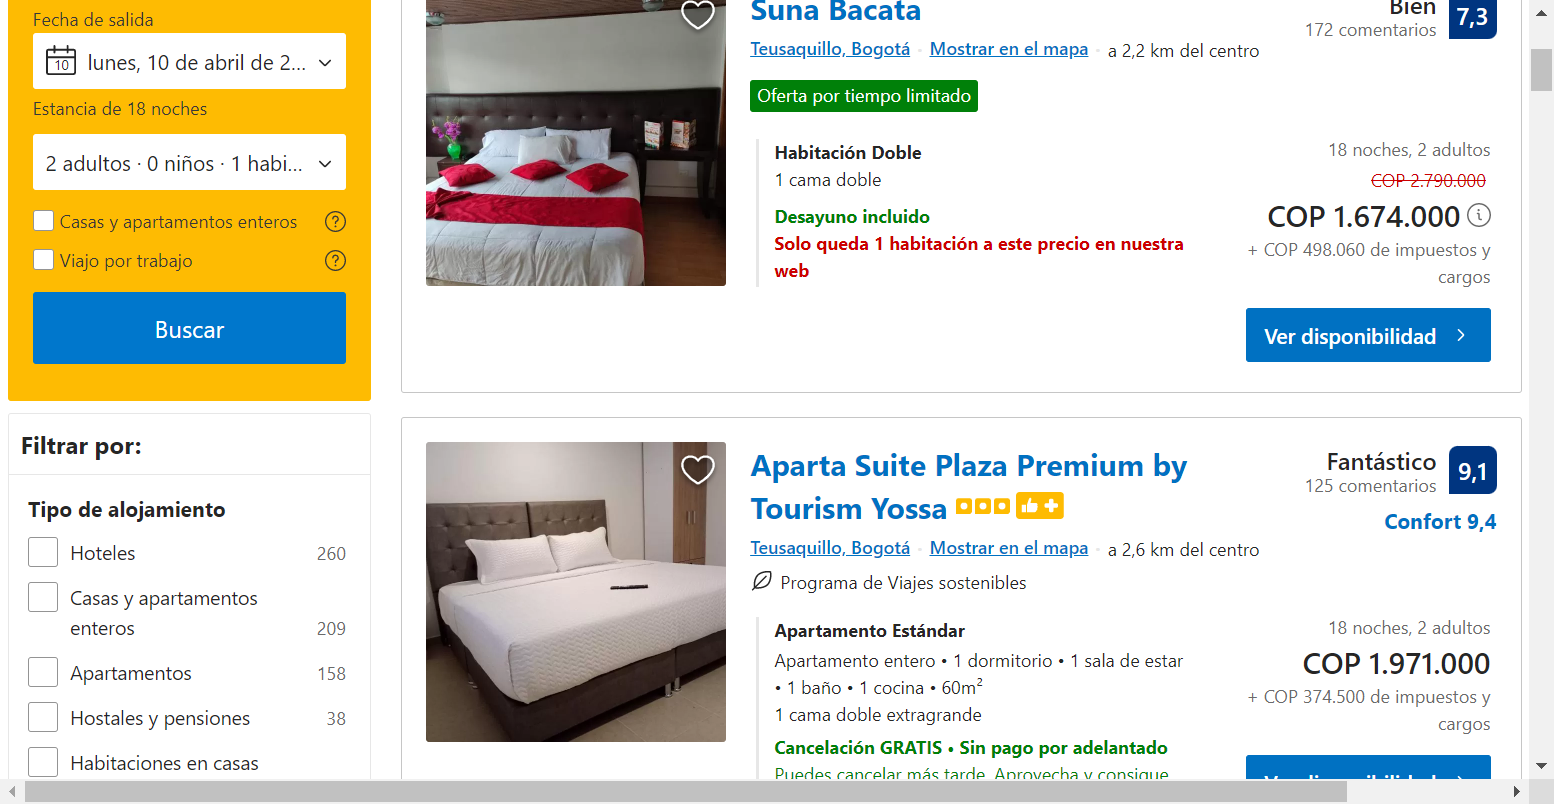 Fecha de salida
10
lunes, 10 de abril de 2...
Estancia de 18 noches
2 adultos · 0 niños · 1 habi...
Casas y apartamentos enteros
?
Viajo por trabajo
?
Buscar
Filtrar por:
Tipo de alojamiento
Hoteles 260
Casas y apartamentos
enteros 209
Apartamentos 158
Hostales y pensiones 38
Habitaciones en casas
Suna Bacata
Bien
172 comentarios
7,3
Teusaquillo, Bogotá · Mostrar en el mapa · a 2,2 km del centro
Oferta por tiempo limitado
Habitación Doble
1 cama doble
Desayuno incluido
Solo queda 1 habitación a este precio en nuestra
web
18 noches, 2 adultos
COP 2.790.000
COP 1.674.000
+ COP 498.060 de impuestos y
cargos
Ver disponibilidad
Aparta Suite Plaza Premium by
Tourism Yossa
Fantástico
125 comentarios
9,1
Confort 9,4
Teusaquillo, Bogotá · Mostrar en el mapa · a 2,6 km del centro
Programa de Viajes sostenibles
Apartamento Estándar
Apartamento entero • 1 dormitorio • 1 sala de estar
• 1 baño • 1 cocina • 60m²
1 cama doble extragrande
Cancelación GRATIS • Sin pago por adelantado
Puedes cancelar más tarde. Aprovecha y consigue
18 noches, 2 adultos
COP 1.971.000
+ COP 374.500 de impuestos y
cargos
Ver disponibilidad